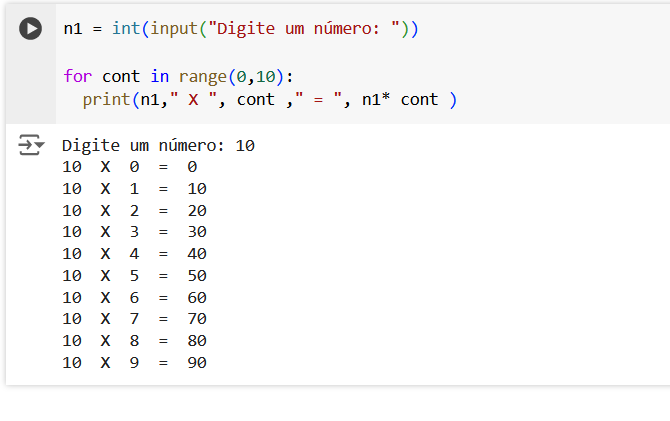 n1 = int(input("Digite um número: "))
for cont in range(0,10):
  print(n1," X ", cont ," = ", n1* cont )
Digite um número: 10
10  X  0  =  0
10  X  1  =  10
10  X  2  =  20
10  X  3  =  30
10  X  4  =  40
10  X  5  =  50
10  X  6  =  60
10  X  7  =  70
10  X  8  =  80
10  X  9  =  90